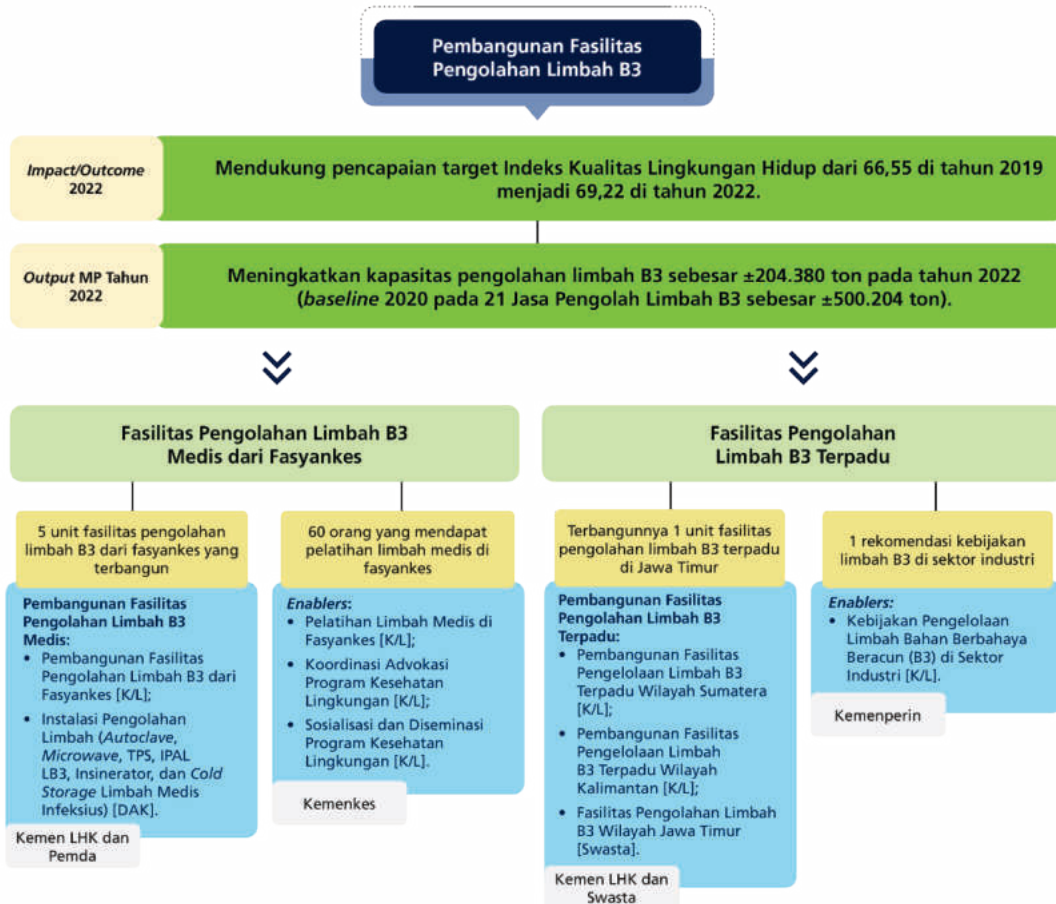 Pembangunan Fasilitas
Pengolahan Limbah B3
Impact/Outcome
2022
Mendukung pencapaian target Indeks Kualitas Lingkungan Hidup dari 66,55 di tahun 2019
menjadi 69,22 di tahun 2022.
Output MP Tahun
2022
Meningkatkan kapasitas pengolahan limbah B3 sebesar ±204.380 ton pada tahun 2022
(baseline 2020 pada 21 Jasa Pengolah Limbah B3 sebesar ±500.204 ton).
Fasilitas Pengolahan Limbah B3
Medis dari Fasyankes
5 unit fasilitas pengolahan
limbah B3 dari fasyankes yang
terbangun
Pembangunan Fasilitas
Pengolahan Limbah B3
Medis:
• Pembangunan Fasilitas
Pengolahan Limbah B3 dari
Fasyankes [K/L];
• Instalasi Pengolahan
Limbah (Autoclave,
Microwave, TPS, IPAL
LB3, Insinerator, dan Cold
Storage Limbah Medis
Infeksius) [DAK].
Kemen LHK dan
Pemda
60 orang yang mendapat
pelatihan limbah medis di
fasyankes
Enablers:
• Pelatihan Limbah Medis di
Fasyankes [K/L];
• Koordinasi Advokasi
Program Kesehatan
Lingkungan [K/L];
• Sosialisasi dan Diseminasi
Program Kesehatan
Lingkungan [K/L].
Kemenkes
Fasilitas Pengolahan
Limbah B3 Terpadu
Terbangunnya 1 unit fasilitas
pengolahan limbah B3 terpadu
di Jawa Timur
Pembangunan Fasilitas
Pengolahan Limbah B3
Terpadu:
• Pembangunan Fasilitas
Pengelolaan Limbah B3
Terpadu Wilayah Sumatera
[K/L];
• Pembangunan Fasilitas
Pengelolaan Limbah
B3 Terpadu Wilayah
Kalimantan [K/L];
• Fasilitas Pengolahan Limbah
B3 Wilayah Jawa Timur
[Swasta].
Kemen LHK dan
Swasta
1 rekomendasi kebijakan
limbah B3 di sektor industri
Enablers:
• Kebijakan Pengelolaan
Limbah Bahan Berbahaya
Beracun (B3) di Sektor
Industri [K/L].
Kemenperin